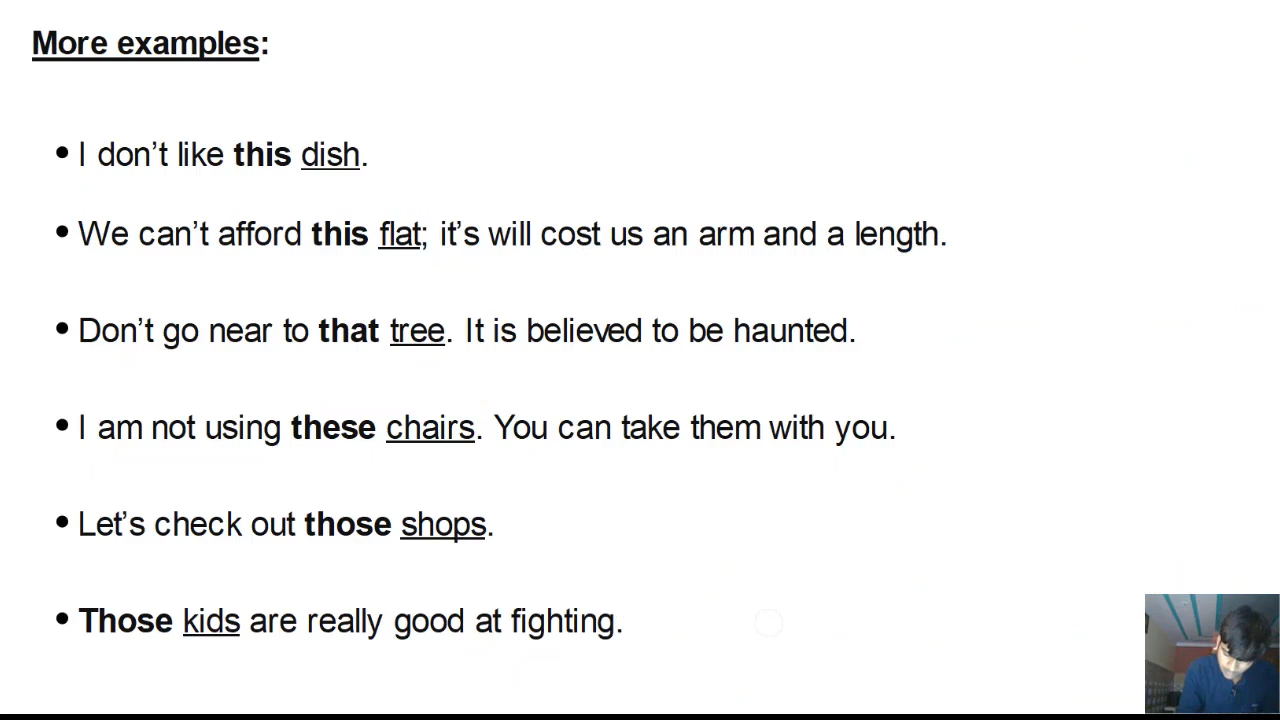 More examples:
• I don’t like this dish.
• We can’t afford this flat; it’s will cost us an arm and a length.
• Don’t go near to that tree. It is believed to be haunted.
• I am not using these chairs. You can take them with you.
• Let’s check out those shops.
• Those kids are really good at fighting.